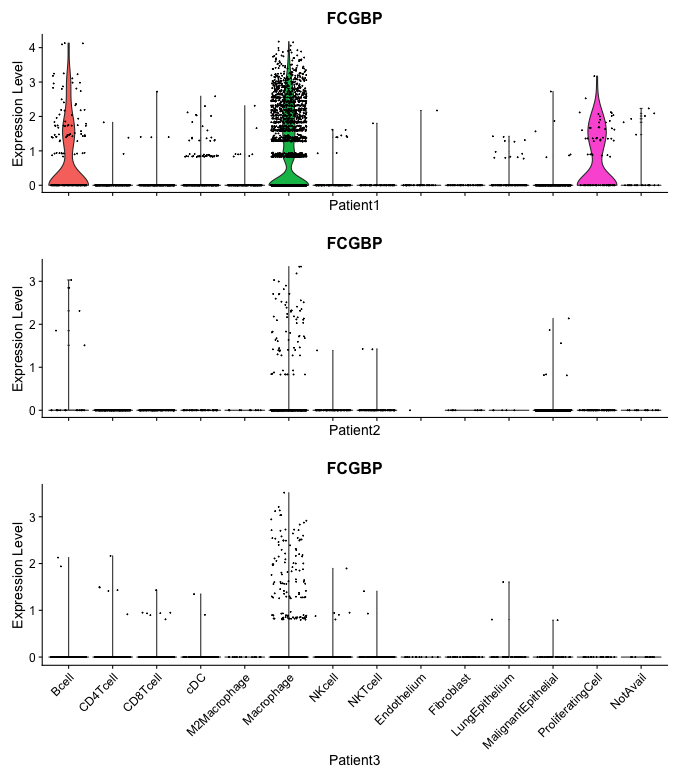 FCGBP
Expression Level
4
3
2
1
0
Patient1
FCGBP
Expression Level
3
2
1
0
Patient2
FCGBP
Expression Level
3
2
1
0
Bcell
CD4Tcell
CD8Tcell
cDC
M2Macrophage
Macrophage
NKcell
NKTcell
Endothelium
Fibroblast
LungEpithelium
MalignantEpithelial
ProliferatingCell
NotAvail
Patient3